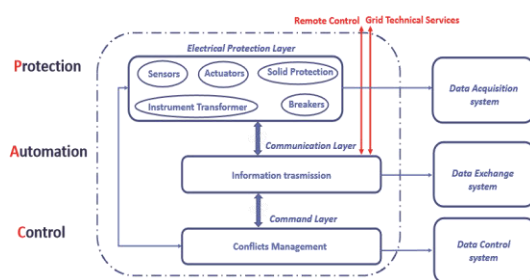 Remote Control Grid Technical Services
Electrical Protection Layer
Protection
Sensors
Actuators
Solid Protection
Instrument Transformer
Breakers
Data Acquisition
system
Communication Layer
Automation
Information trasmission
Data Exchange
system
Command Layer
Control
Conflicts Management
Data Control
system